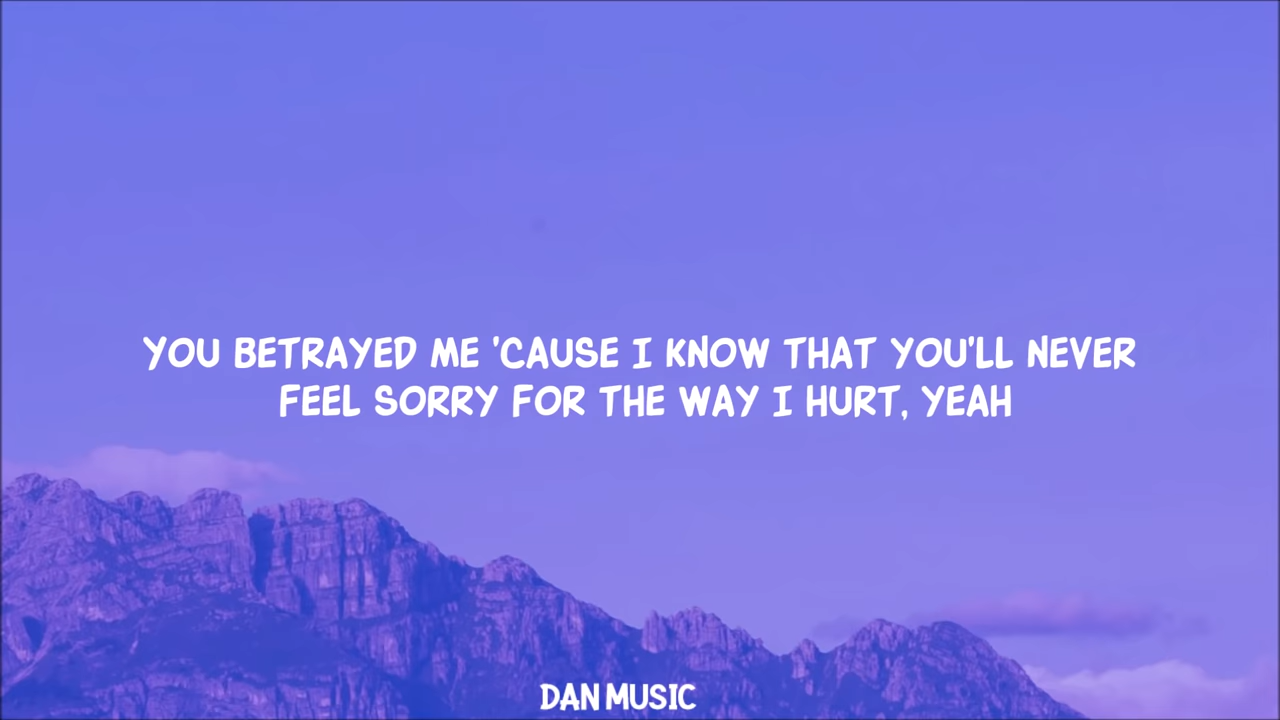 YOU BETRAYED ME 'CAUSE I KNOW THAT YOU'LL NEVER
FEEL SORRY FOR THE WAY I HURT, YEAH
DAN MUSIC